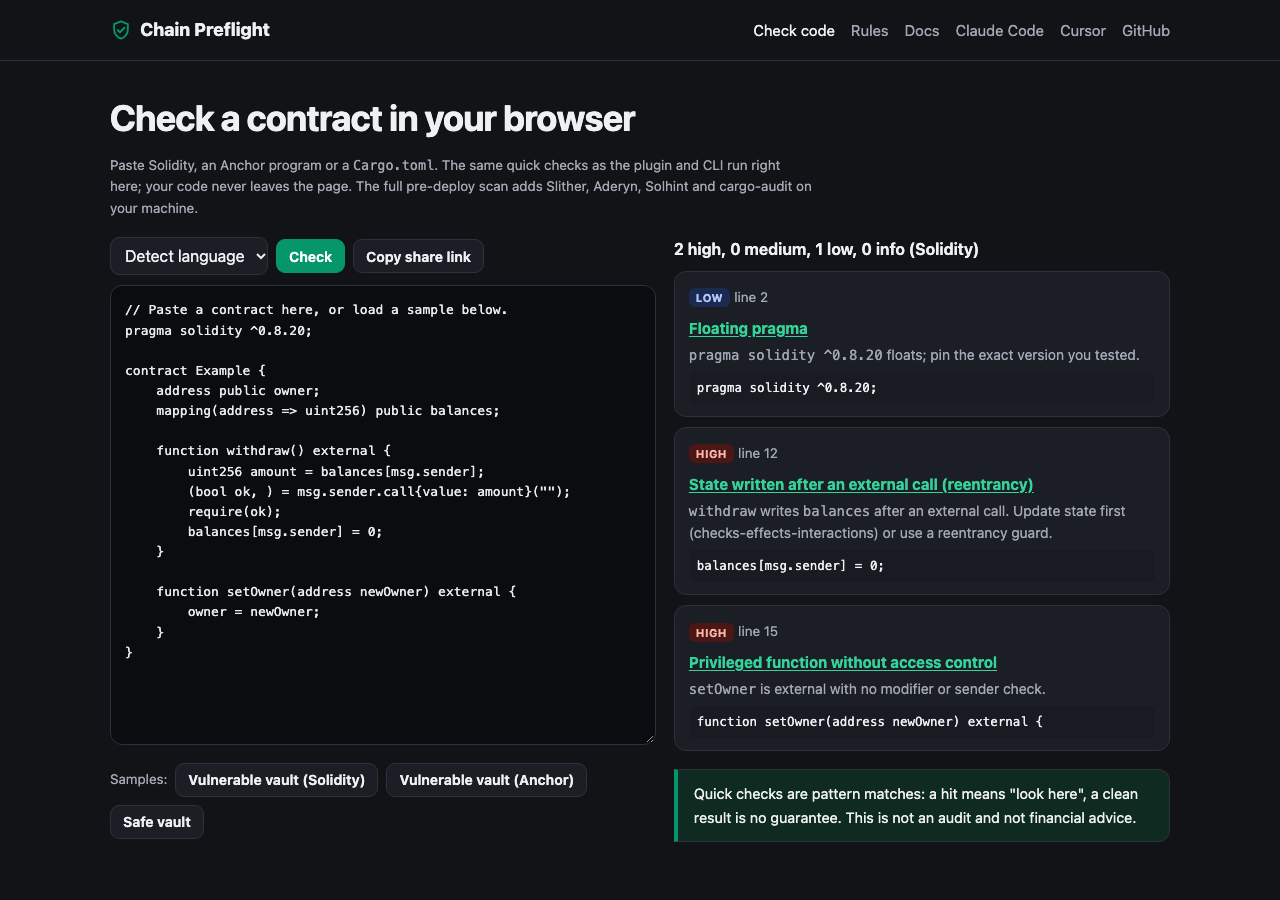 Chain Preflight
Check code Rules Docs Claude Code Cursor GitHub
Check a contract in your browser
Paste Solidity, an Anchor program or a Cargo.toml. The same quick checks as the plugin and CLI run right
here; your code never leaves the page. The full pre-deploy scan adds Slither, Aderyn, Solhint and cargo-audit on
your machine.
Detect language Check Copy share link
// Paste a contract here, or load a sample below.
pragma solidity ^0.8.20;
contract Example {
    address public owner;
    mapping(address => uint256) public balances;
    function withdraw() external {
        uint256 amount = balances[msg.sender];
        (bool ok, ) = msg.sender.call{value: amount}("");
        require(ok);
        balances[msg.sender] = 0;
    }
    function setOwner(address newOwner) external {
        owner = newOwner;
    }
}
Samples: Vulnerable vault (Solidity) Vulnerable vault (Anchor)
Safe vault
2 high, 0 medium, 1 low, 0 info (Solidity)
LOW line 2
Floating pragma
pragma solidity ^0.8.20 floats; pin the exact version you tested.
pragma solidity ^0.8.20;
HIGH line 12
State written after an external call (reentrancy)
withdraw writes balances after an external call. Update state first
(checks-effects-interactions) or use a reentrancy guard.
balances[msg.sender] = 0;
HIGH line 15
Privileged function without access control
setOwner is external with no modifier or sender check.
function setOwner(address newOwner) external {
Quick checks are pattern matches: a hit means "look here", a clean
result is no guarantee. This is not an audit and not financial advice.